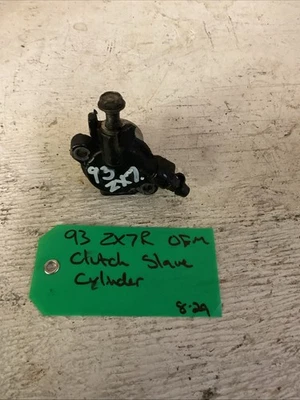 93
ZX7.
93 ZX7R OEM
Clutch Slave
Cylinder
8-29